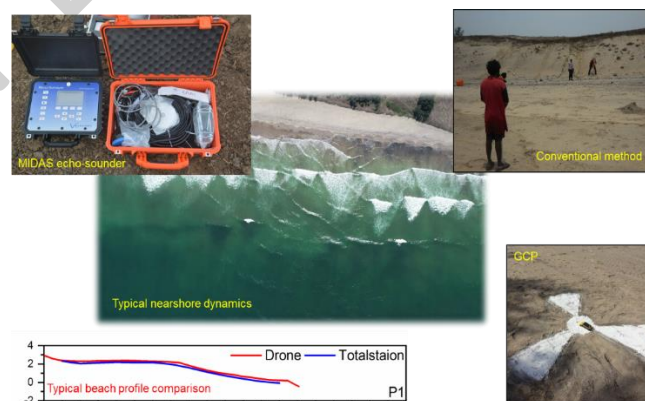 MIDAS echo-sounder
Conventional method
Typical nearshore dynamics
GCP
4
2
0
-2
Drone
Totalstaion
Typical beach profile comparison
P1